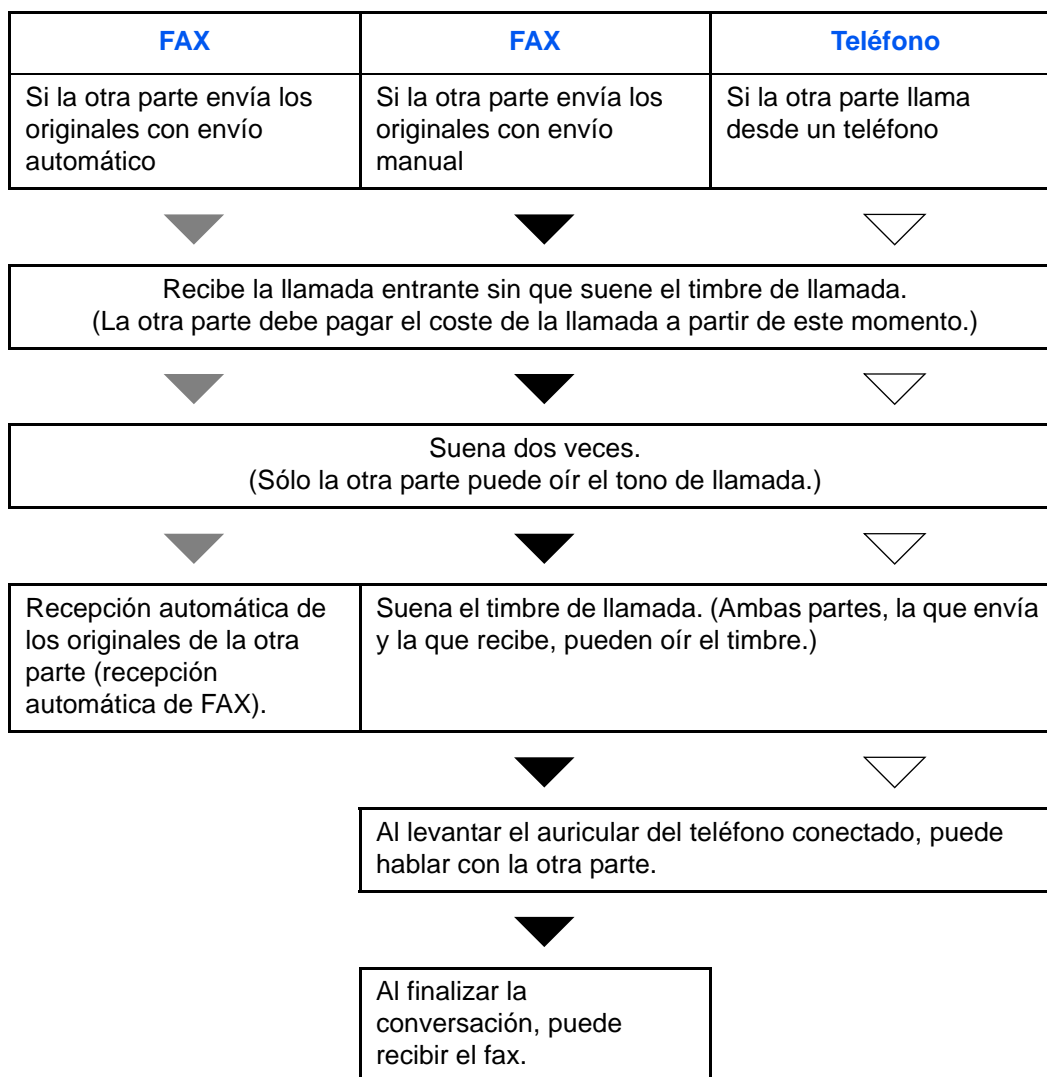 FAX
FAX
Teléfono
Si la otra parte envía los
originales con envío
automático
Si la otra parte envía los
originales con envío
manual
Si la otra parte llama
desde un teléfono
Recibe la llamada entrante sin que suene el timbre de llamada.
(La otra parte debe pagar el coste de la llamada a partir de este momento.)
Suena dos veces.
(Sólo la otra parte puede oír el tono de llamada.)
Recepción automática de
los originales de la otra
parte (recepción
automática de FAX).
Suena el timbre de llamada. (Ambas partes, la que envía
y la que recibe, pueden oír el timbre.)
Al levantar el auricular del teléfono conectado, puede
hablar con la otra parte.
Al finalizar la
conversación, puede
recibir el fax.